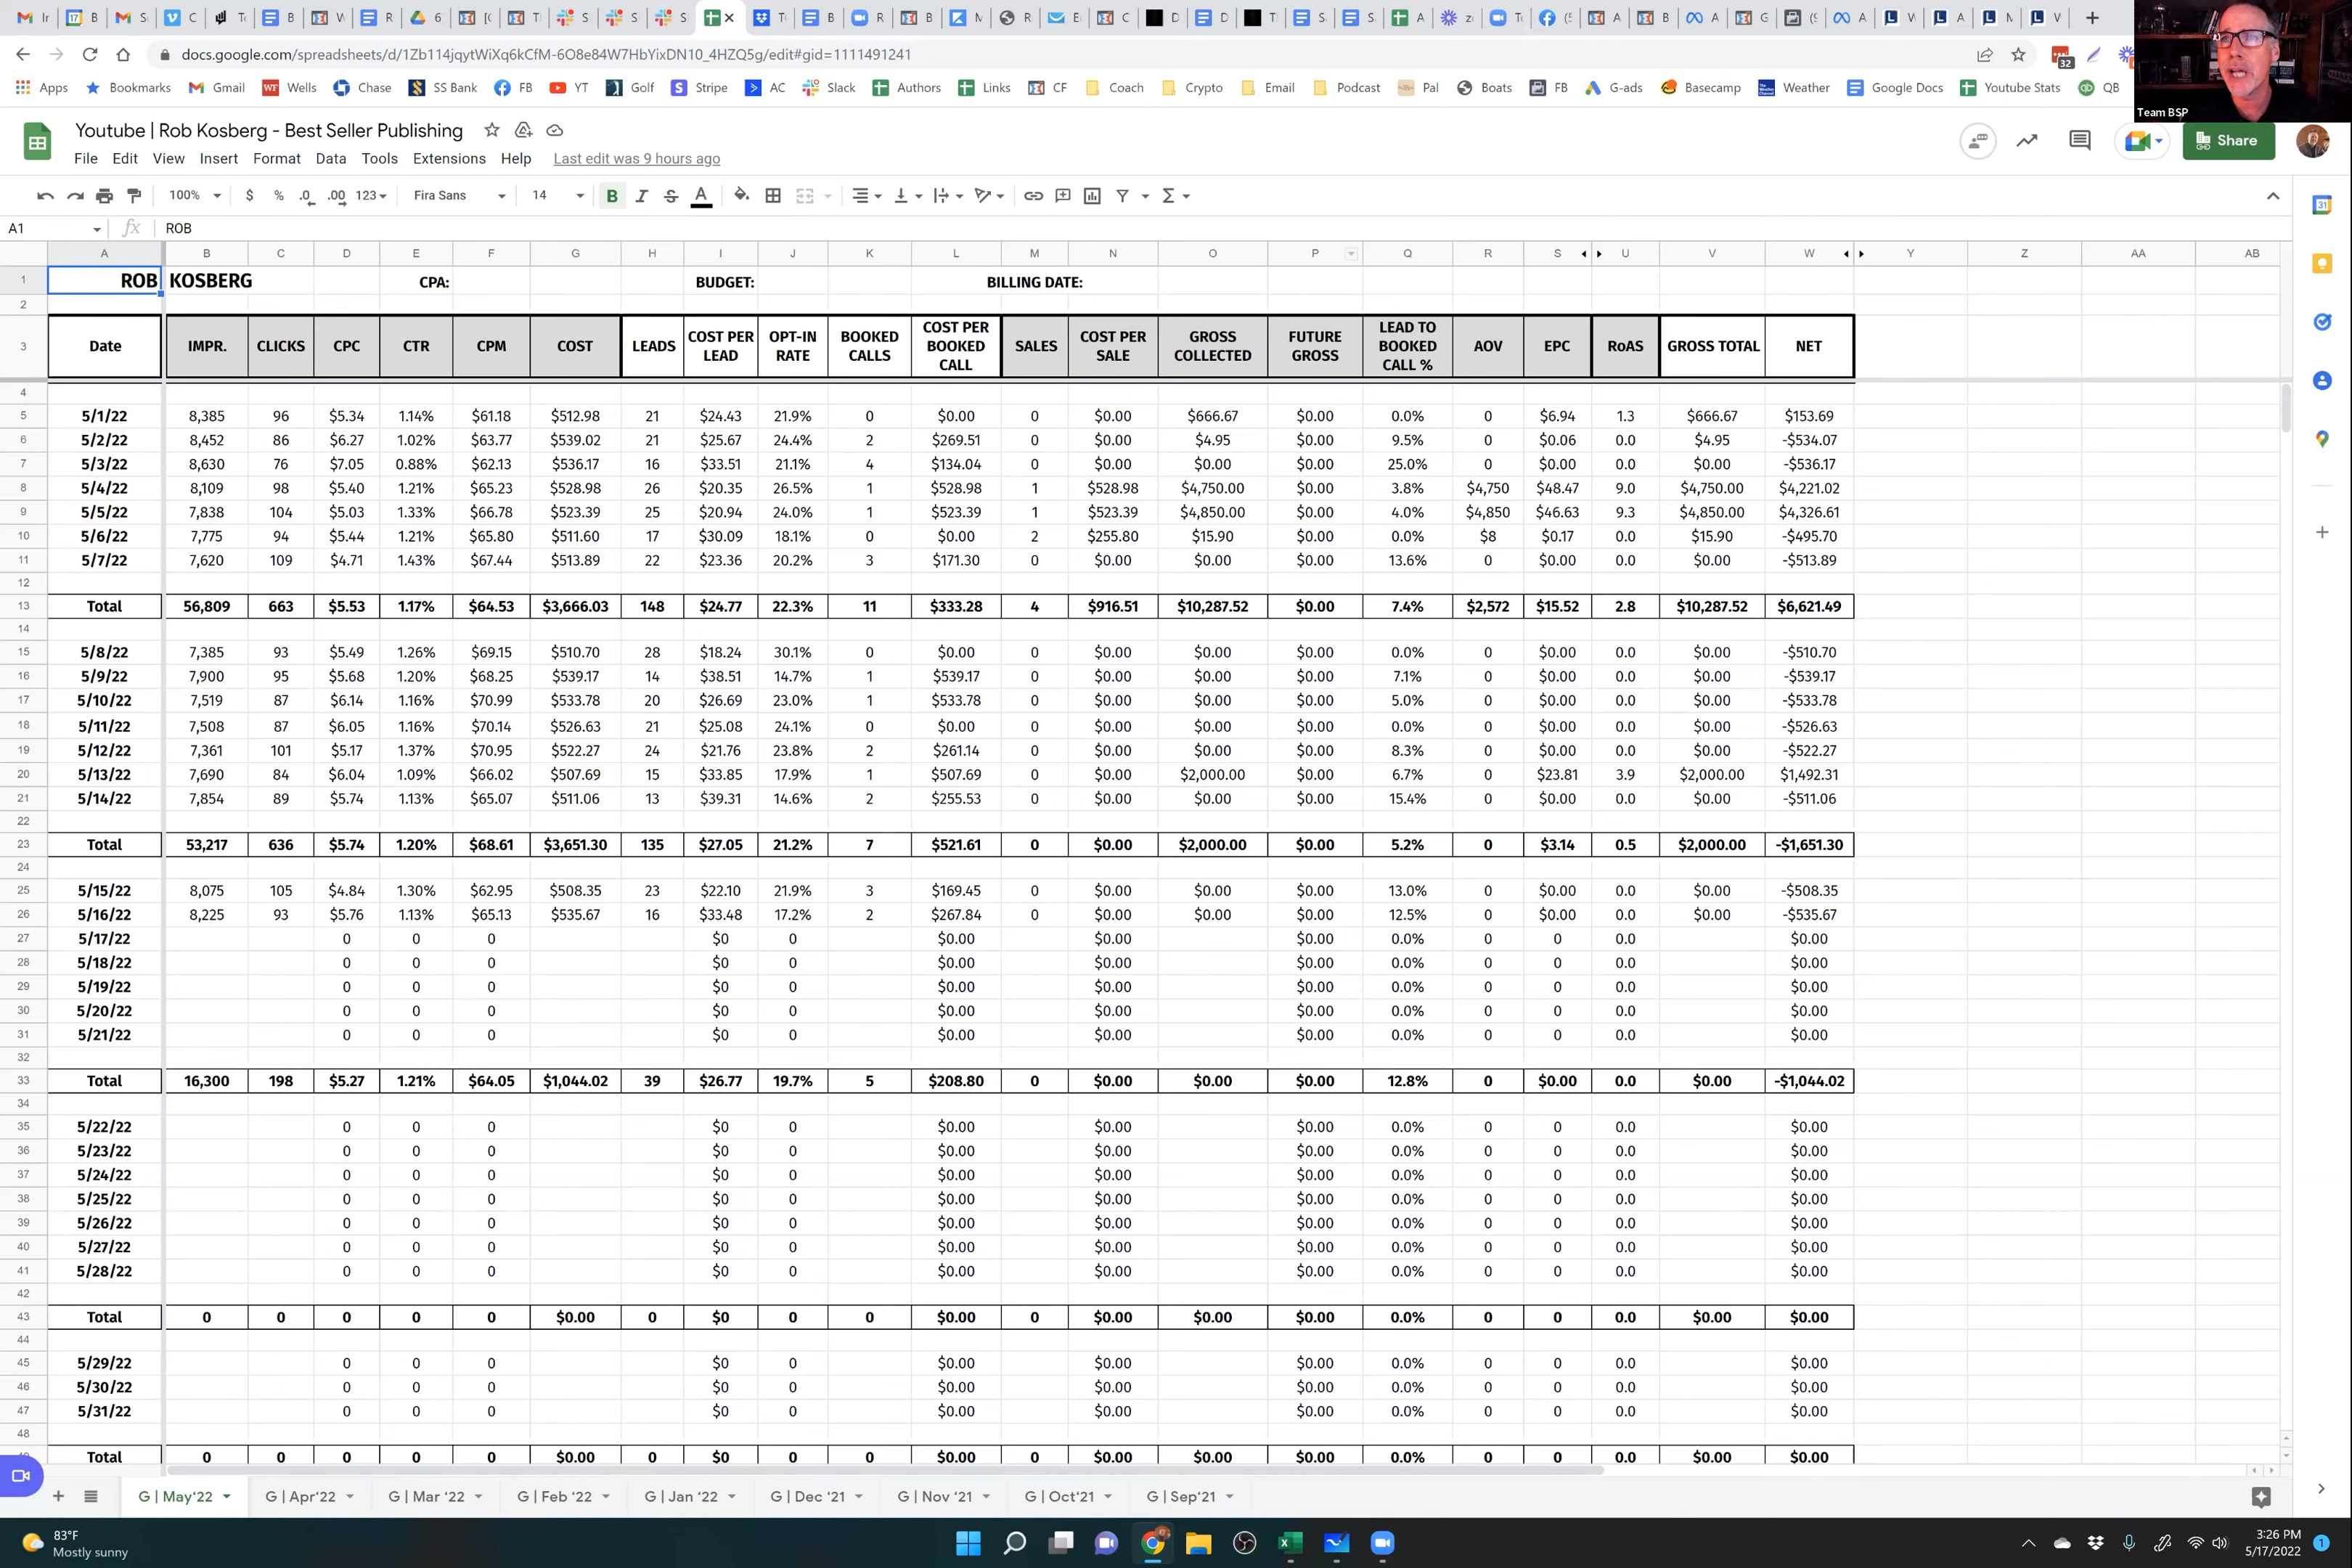 docs.google.com/spreadsheets/d/1Zb114jqytWiXq6kCfM-6O8e84W7HbYixDN10_4HZQ5g/edit#gid=1111491241
Apps Bookmarks Gmail Wells Chase SS Bank FB YT Golf Stripe AC Slack Authors Links CF Coach Crypto Email Podcast Pal Boats FB G-ads Basecamp Weather Google Docs Youtube Stats QB
Team BSP
Youtube | Rob Kosberg - Best Seller Publishing
File Edit View Insert Format Data Tools Extensions Help Last edit was 9 hours ago
Share
100% $ % .0 .00 123 Fira Sans 14 B I S A
A1 fx ROB
A B C D E F G H I J K L M N O P Q R S U V W Y Z AA AB
1 ROB KOSBERG CPA: BUDGET: BILLING DATE:
2
3 Date IMPR. CLICKS CPC CTR CPM COST LEADS COST PER LEAD OPT-IN RATE BOOKED CALLS COST PER BOOKED CALL SALES COST PER SALE GROSS COLLECTED FUTURE GROSS LEAD TO BOOKED CALL % AOV EPC RoAS GROSS TOTAL NET
4
5 5/1/22 8,385 96 $5.34 1.14% $61.18 $512.98 21 $24.43 21.9% 0 $0.00 0 $0.00 $666.67 $0.00 0.0% 0 $6.94 1.3 $666.67 $153.69
6 5/2/22 8,452 86 $6.27 1.02% $63.77 $539.02 21 $25.67 24.4% 2 $269.51 0 $0.00 $4.95 $0.00 9.5% 0 $0.06 0.0 $4.95 -$534.07
7 5/3/22 8,630 76 $7.05 0.88% $62.13 $536.17 16 $33.51 21.1% 4 $134.04 0 $0.00 $0.00 $0.00 25.0% 0 $0.00 0.0 $0.00 -$536.17
8 5/4/22 8,109 98 $5.40 1.21% $65.23 $528.98 26 $20.35 26.5% 1 $528.98 1 $528.98 $4,750.00 $0.00 3.8% $4,750 $48.47 9.0 $4,750.00 $4,221.02
9 5/5/22 7,838 104 $5.03 1.33% $66.78 $523.39 25 $20.94 24.0% 1 $523.39 1 $523.39 $4,850.00 $0.00 4.0% $4,850 $46.63 9.3 $4,850.00 $4,326.61
10 5/6/22 7,775 94 $5.44 1.21% $65.80 $511.60 17 $30.09 18.1% 0 $0.00 2 $255.80 $15.90 $0.00 0.0% $8 $0.17 0.0 $15.90 -$495.70
11 5/7/22 7,620 109 $4.71 1.43% $67.44 $513.89 22 $23.36 20.2% 3 $171.30 0 $0.00 $0.00 $0.00 13.6% 0 $0.00 0.0 $0.00 -$513.89
12
13 Total 56,809 663 $5.53 1.17% $64.53 $3,666.03 148 $24.77 22.3% 11 $333.28 4 $916.51 $10,287.52 $0.00 7.4% $2,572 $15.52 2.8 $10,287.52 $6,621.49
14
15 5/8/22 7,385 93 $5.49 1.26% $69.15 $510.70 28 $18.24 30.1% 0 $0.00 0 $0.00 $0.00 $0.00 0.0% 0 $0.00 0.0 $0.00 -$510.70
16 5/9/22 7,900 95 $5.68 1.20% $68.25 $539.17 14 $38.51 14.7% 1 $539.17 0 $0.00 $0.00 $0.00 7.1% 0 $0.00 0.0 $0.00 -$539.17
17 5/10/22 7,519 87 $6.14 1.16% $70.99 $533.78 20 $26.69 23.0% 1 $533.78 0 $0.00 $0.00 $0.00 5.0% 0 $0.00 0.0 $0.00 -$533.78
18 5/11/22 7,508 87 $6.05 1.16% $70.14 $526.63 21 $25.08 24.1% 0 $0.00 0 $0.00 $0.00 $0.00 0.0% 0 $0.00 0.0 $0.00 -$526.63
19 5/12/22 7,361 101 $5.17 1.37% $70.95 $522.27 24 $21.76 23.8% 2 $261.14 0 $0.00 $0.00 $0.00 8.3% 0 $0.00 0.0 $0.00 -$522.27
20 5/13/22 7,690 84 $6.04 1.09% $66.02 $507.69 15 $33.85 17.9% 1 $507.69 0 $0.00 $2,000.00 $0.00 6.7% 0 $23.81 3.9 $2,000.00 $1,492.31
21 5/14/22 7,854 89 $5.74 1.13% $65.07 $511.06 13 $39.31 14.6% 2 $255.53 0 $0.00 $0.00 $0.00 15.4% 0 $0.00 0.0 $0.00 -$511.06
22
23 Total 53,217 636 $5.74 1.20% $68.61 $3,651.30 135 $27.05 21.2% 7 $521.61 0 $0.00 $2,000.00 $0.00 5.2% 0 $3.14 0.5 $2,000.00 -$1,651.30
24
25 5/15/22 8,075 105 $4.84 1.30% $62.95 $508.35 23 $22.10 21.9% 3 $169.45 0 $0.00 $0.00 $0.00 13.0% 0 $0.00 0.0 $0.00 -$508.35
26 5/16/22 8,225 93 $5.76 1.13% $65.13 $535.67 16 $33.48 17.2% 2 $267.84 0 $0.00 $0.00 $0.00 12.5% 0 $0.00 0.0 $0.00 -$535.67
27 5/17/22 0 0 0 $0 0 $0.00 $0.00 $0.00 0.0% 0 0 0.0 $0.00
28 5/18/22 0 0 0 $0 0 $0.00 $0.00 $0.00 0.0% 0 0 0.0 $0.00
29 5/19/22 0 0 0 $0 0 $0.00 $0.00 $0.00 0.0% 0 0 0.0 $0.00
30 5/20/22 0 0 0 $0 0 $0.00 $0.00 $0.00 0.0% 0 0 0.0 $0.00
31 5/21/22 0 0 0 $0 0 $0.00 $0.00 $0.00 0.0% 0 0 0.0 $0.00
32
33 Total 16,300 198 $5.27 1.21% $64.05 $1,044.02 39 $26.77 19.7% 5 $208.80 0 $0.00 $0.00 $0.00 12.8% 0 $0.00 0.0 $0.00 -$1,044.02
34
35 5/22/22 0 0 0 $0 0 $0.00 $0.00 $0.00 0.0% 0 0 0.0 $0.00
36 5/23/22 0 0 0 $0 0 $0.00 $0.00 $0.00 0.0% 0 0 0.0 $0.00
37 5/24/22 0 0 0 $0 0 $0.00 $0.00 $0.00 0.0% 0 0 0.0 $0.00
38 5/25/22 0 0 0 $0 0 $0.00 $0.00 $0.00 0.0% 0 0 0.0 $0.00
39 5/26/22 0 0 0 $0 0 $0.00 $0.00 $0.00 0.0% 0 0 0.0 $0.00
40 5/27/22 0 0 0 $0 0 $0.00 $0.00 $0.00 0.0% 0 0 0.0 $0.00
41 5/28/22 0 0 0 $0 0 $0.00 $0.00 $0.00 0.0% 0 0 0.0 $0.00
42
43 Total 0 0 0 0 0 $0.00 0 $0 0 0 $0.00 0 $0.00 $0.00 $0.00 0.0% 0 0 0.0 $0.00 $0.00
44
45 5/29/22 0 0 0 $0 0 $0.00 $0.00 $0.00 0.0% 0 0 0.0 $0.00
46 5/30/22 0 0 0 $0 0 $0.00 $0.00 $0.00 0.0% 0 0 0.0 $0.00
47 5/31/22 0 0 0 $0 0 $0.00 $0.00 $0.00 0.0% 0 0 0.0 $0.00
48
Total 0 0 0 0 0 $0.00 0 $0 0 0 $0.00 0 $0.00 $0.00 $0.00 0.0% 0 0 0.0 $0.00 $0.00
G | May'22 G | Apr'22 G | Mar '22 G | Feb '22 G | Jan '22 G | Dec '21 G | Nov '21 G | Oct'21 G | Sep'21
83°F
Mostly sunny
3:26 PM
5/17/2022